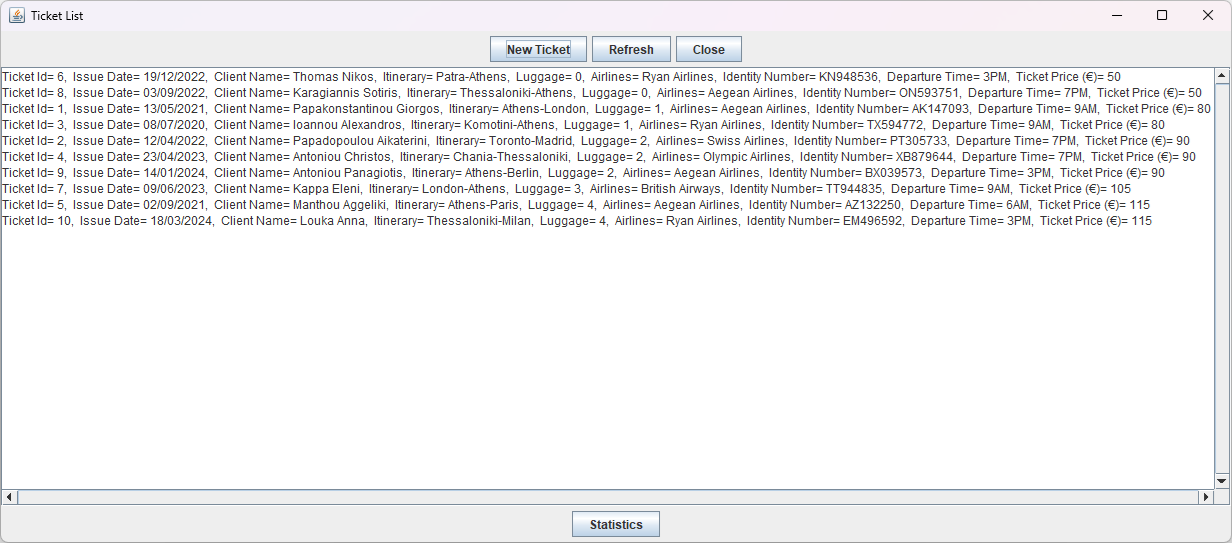 Ticket List
New Ticket Refresh Close
Ticket Id= 6, Issue Date= 19/12/2022, Client Name= Thomas Nikos, Itinerary= Patra-Athens, Luggage= 0, Airlines= Ryan Airlines, Identity Number= KN948536, Departure Time= 3PM, Ticket Price (€)= 50
Ticket Id= 8, Issue Date= 03/09/2022, Client Name= Karagiannis Sotiris, Itinerary= Thessaloniki-Athens, Luggage= 0, Airlines= Aegean Airlines, Identity Number= ON593751, Departure Time= 7PM, Ticket Price (€)= 50
Ticket Id= 1, Issue Date= 13/05/2021, Client Name= Papakonstantinou Giorgos, Itinerary= Athens-London, Luggage= 1, Airlines= Aegean Airlines, Identity Number= AK147093, Departure Time= 9AM, Ticket Price (€)= 80
Ticket Id= 3, Issue Date= 08/07/2020, Client Name= Ioannou Alexandros, Itinerary= Komotini-Athens, Luggage= 1, Airlines= Ryan Airlines, Identity Number= TX594772, Departure Time= 9AM, Ticket Price (€)= 80
Ticket Id= 2, Issue Date= 12/04/2022, Client Name= Papadopoulou Aikaterini, Itinerary= Toronto-Madrid, Luggage= 2, Airlines= Swiss Airlines, Identity Number= PT305733, Departure Time= 7PM, Ticket Price (€)= 90
Ticket Id= 4, Issue Date= 23/04/2023, Client Name= Antoniou Christos, Itinerary= Chania-Thessaloniki, Luggage= 2, Airlines= Olympic Airlines, Identity Number= XB879644, Departure Time= 7PM, Ticket Price (€)= 90
Ticket Id= 9, Issue Date= 14/01/2024, Client Name= Antoniou Panagiotis, Itinerary= Athens-Berlin, Luggage= 2, Airlines= Aegean Airlines, Identity Number= BX039573, Departure Time= 3PM, Ticket Price (€)= 90
Ticket Id= 7, Issue Date= 09/06/2023, Client Name= Kappa Eleni, Itinerary= London-Athens, Luggage= 3, Airlines= British Airways, Identity Number= TT944835, Departure Time= 9AM, Ticket Price (€)= 105
Ticket Id= 5, Issue Date= 02/09/2021, Client Name= Manthou Aggeliki, Itinerary= Athens-Paris, Luggage= 4, Airlines= Aegean Airlines, Identity Number= AZ132250, Departure Time= 6AM, Ticket Price (€)= 115
Ticket Id= 10, Issue Date= 18/03/2024, Client Name= Louka Anna, Itinerary= Thessaloniki-Milan, Luggage= 4, Airlines= Ryan Airlines, Identity Number= EM496592, Departure Time= 3PM, Ticket Price (€)= 115
Statistics